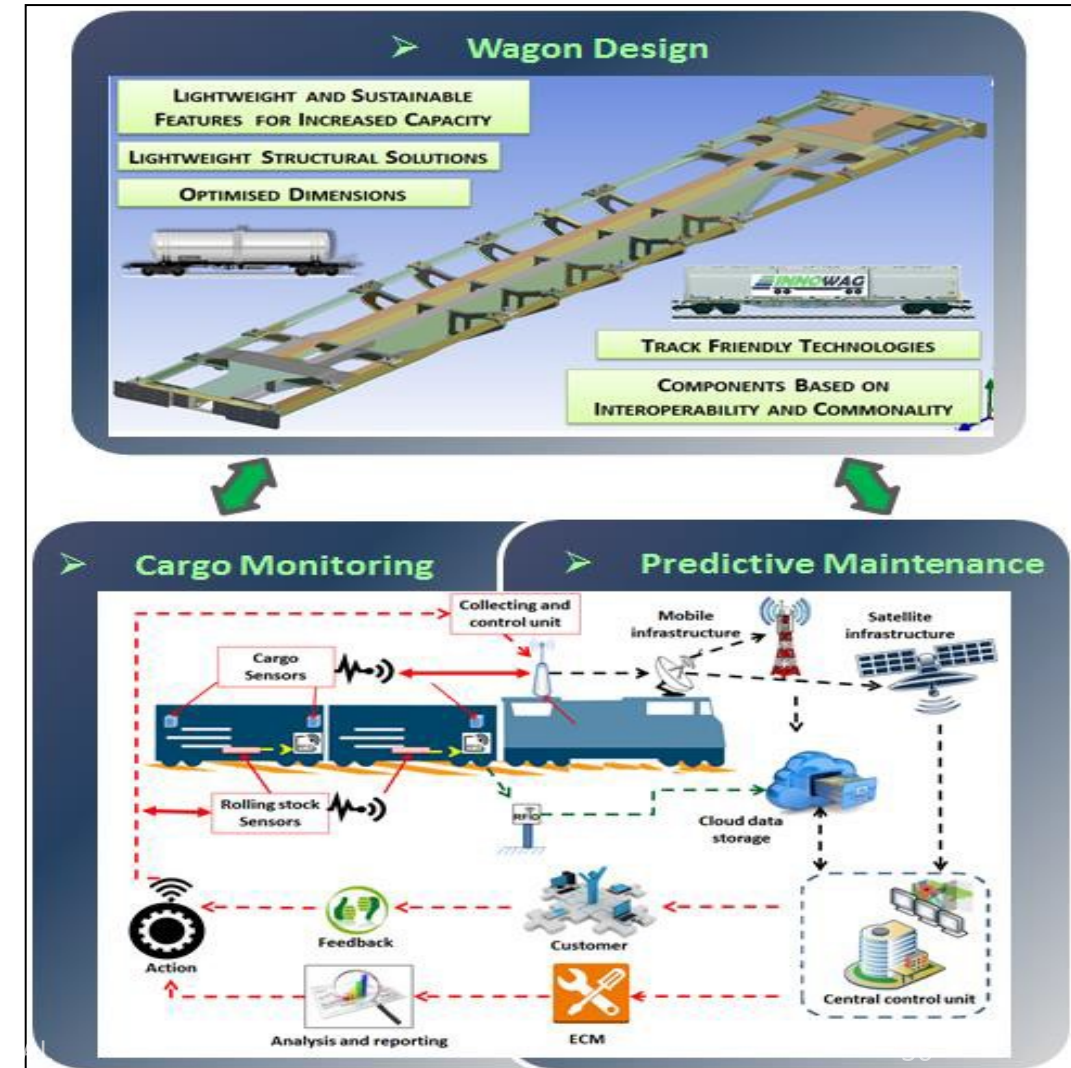 ➢ Wagon Design
LIGHTWEIGHT AND SUSTAINABLE
FEATURES FOR INCREASED CAPACITY
LIGHTWEIGHT STRUCTURAL SOLUTIONS
OPTIMISED DIMENSIONS
INNOWAG
TRACK FRIENDLY TECHNOLOGIES
COMPONENTS BASED ON
INTEROPERABILITY AND COMMONALITY
➢ Cargo Monitoring
➢ Predictive Maintenance
Collecting and
control unit
Mobile
infrastructure
Satellite
infrastructure
Cargo
Sensors
Rolling stock
Sensors
RFID
Cloud data
storage
Action
Feedback
Customer
Central control unit
Analysis and reporting
ECM